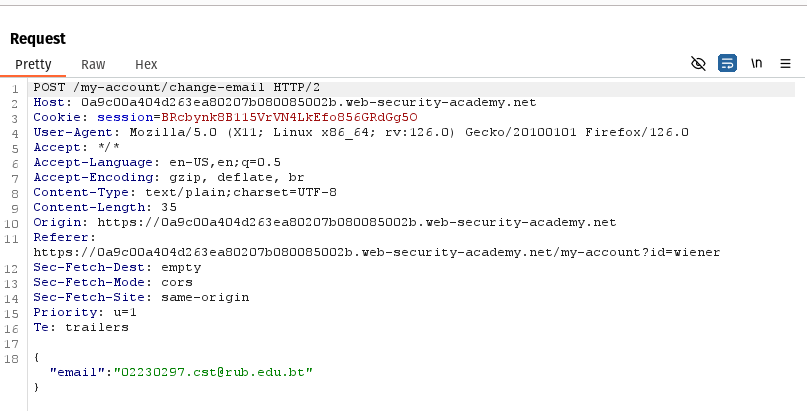 Request
Pretty Raw Hex \n
1 POST /my-account/change-email HTTP/2
2 Host: 0a9c00a404d263ea80207b080085002b.web-security-academy.net
3 Cookie: session=BRcbynk8B115VrVN4LkEfo856GRdGg5O
4 User-Agent: Mozilla/5.0 (X11; Linux x86_64; rv:126.0) Gecko/20100101 Firefox/126.0
5 Accept: */*
6 Accept-Language: en-US,en;q=0.5
7 Accept-Encoding: gzip, deflate, br
8 Content-Type: text/plain;charset=UTF-8
9 Content-Length: 35
10 Origin: https://0a9c00a404d263ea80207b080085002b.web-security-academy.net
11 Referer:
https://0a9c00a404d263ea80207b080085002b.web-security-academy.net/my-account?id=wiener
12 Sec-Fetch-Dest: empty
13 Sec-Fetch-Mode: cors
14 Sec-Fetch-Site: same-origin
15 Priority: u=1
16 Te: trailers
17
18 {
"email":"02230297.cst@rub.edu.bt"
}